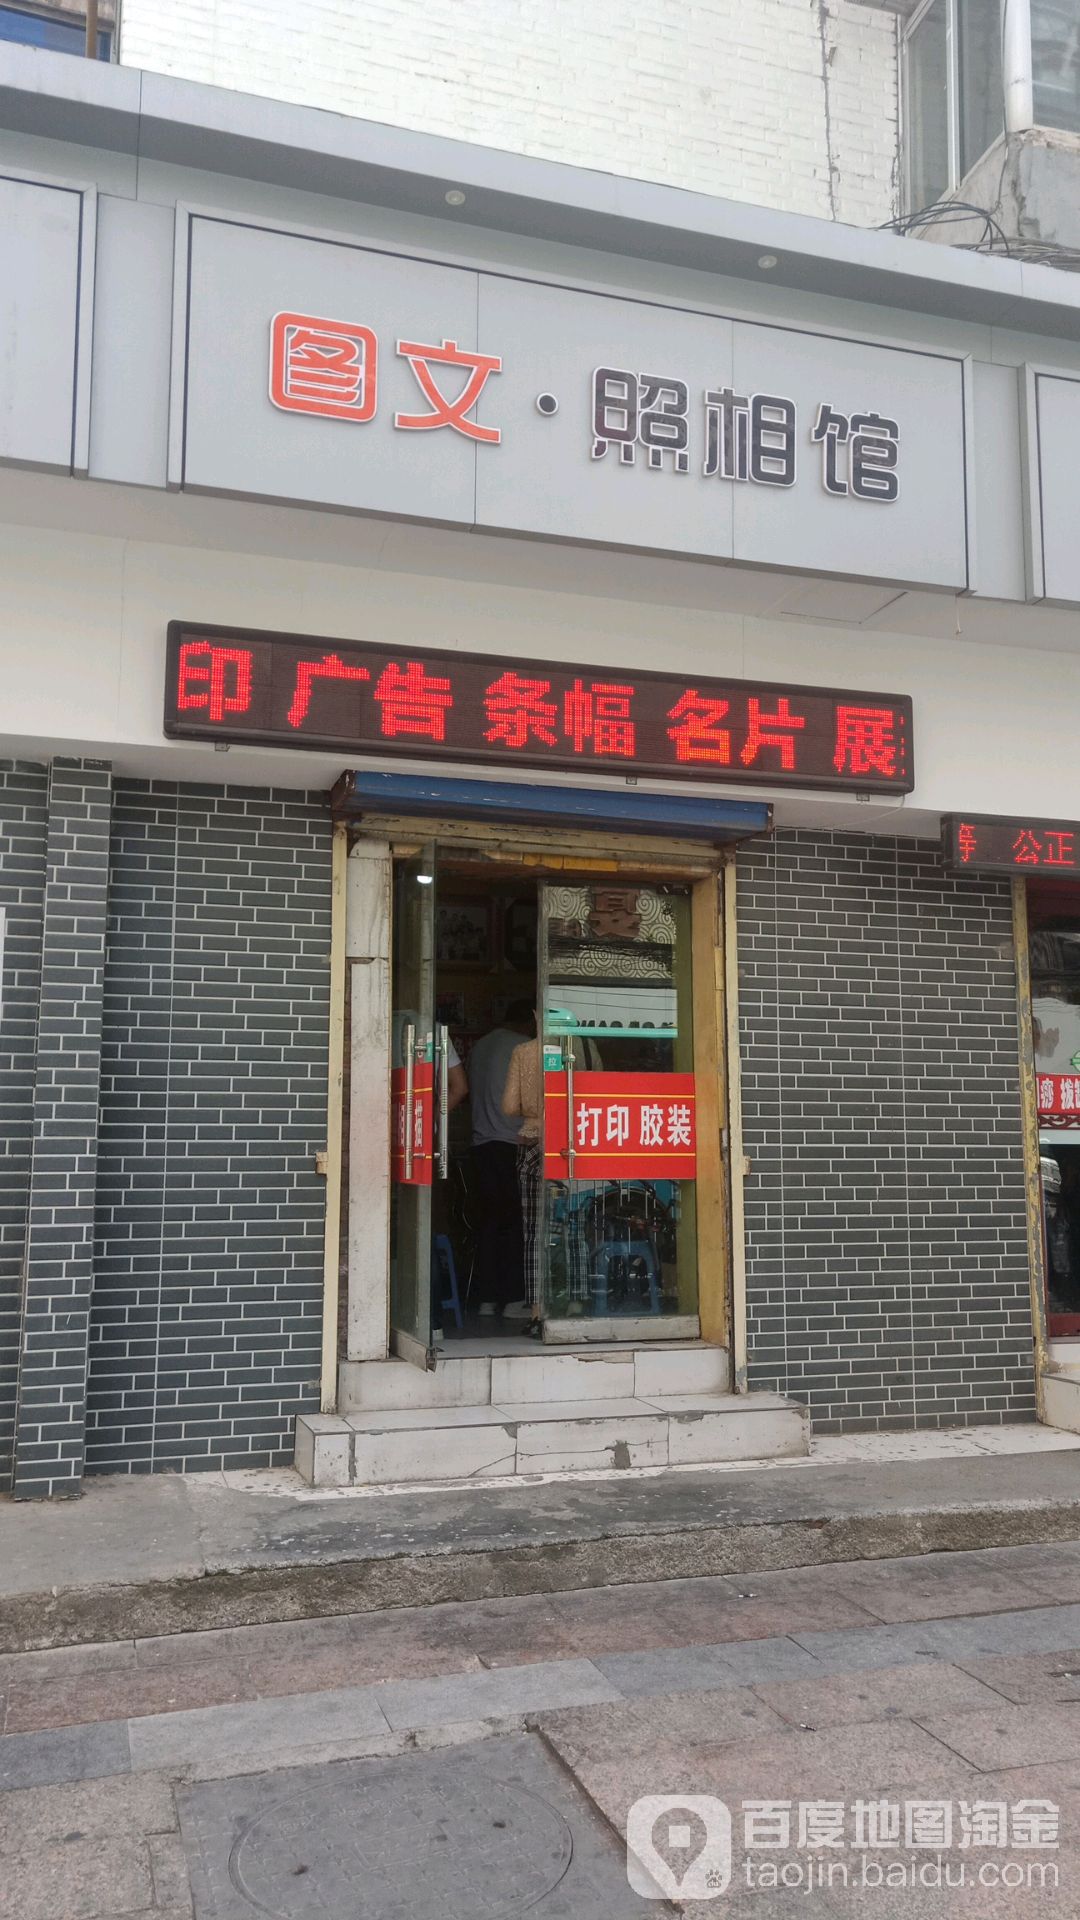 图文·照相馆
印 广告 条幅 名片 展
公正
打印 胶装
百度地图淘金
taojin.baidu.com